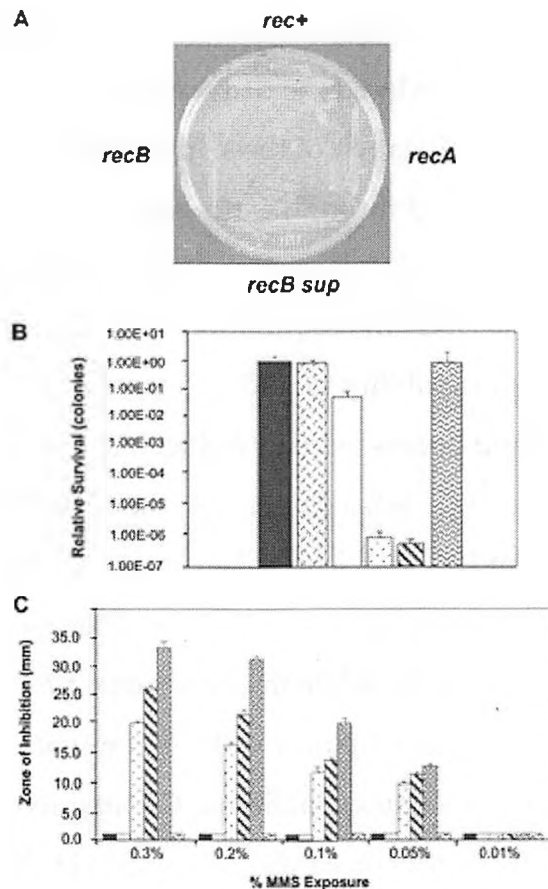 A
rec+
recB
recA
recB sup
B
Relative Survival (colonies)
1.00E+01
1.00E+00
1.00E-01
1.00E-02
1.00E-03
1.00E-04
1.00E-05
1.00E-06
1.00E-07
C
Zone of Inhibition (mm)
35.0
30.0
25.0
20.0
15.0
10.0
5.0
0.0
0.3%
0.2%
0.1%
0.05%
0.01%
% MMS Exposure